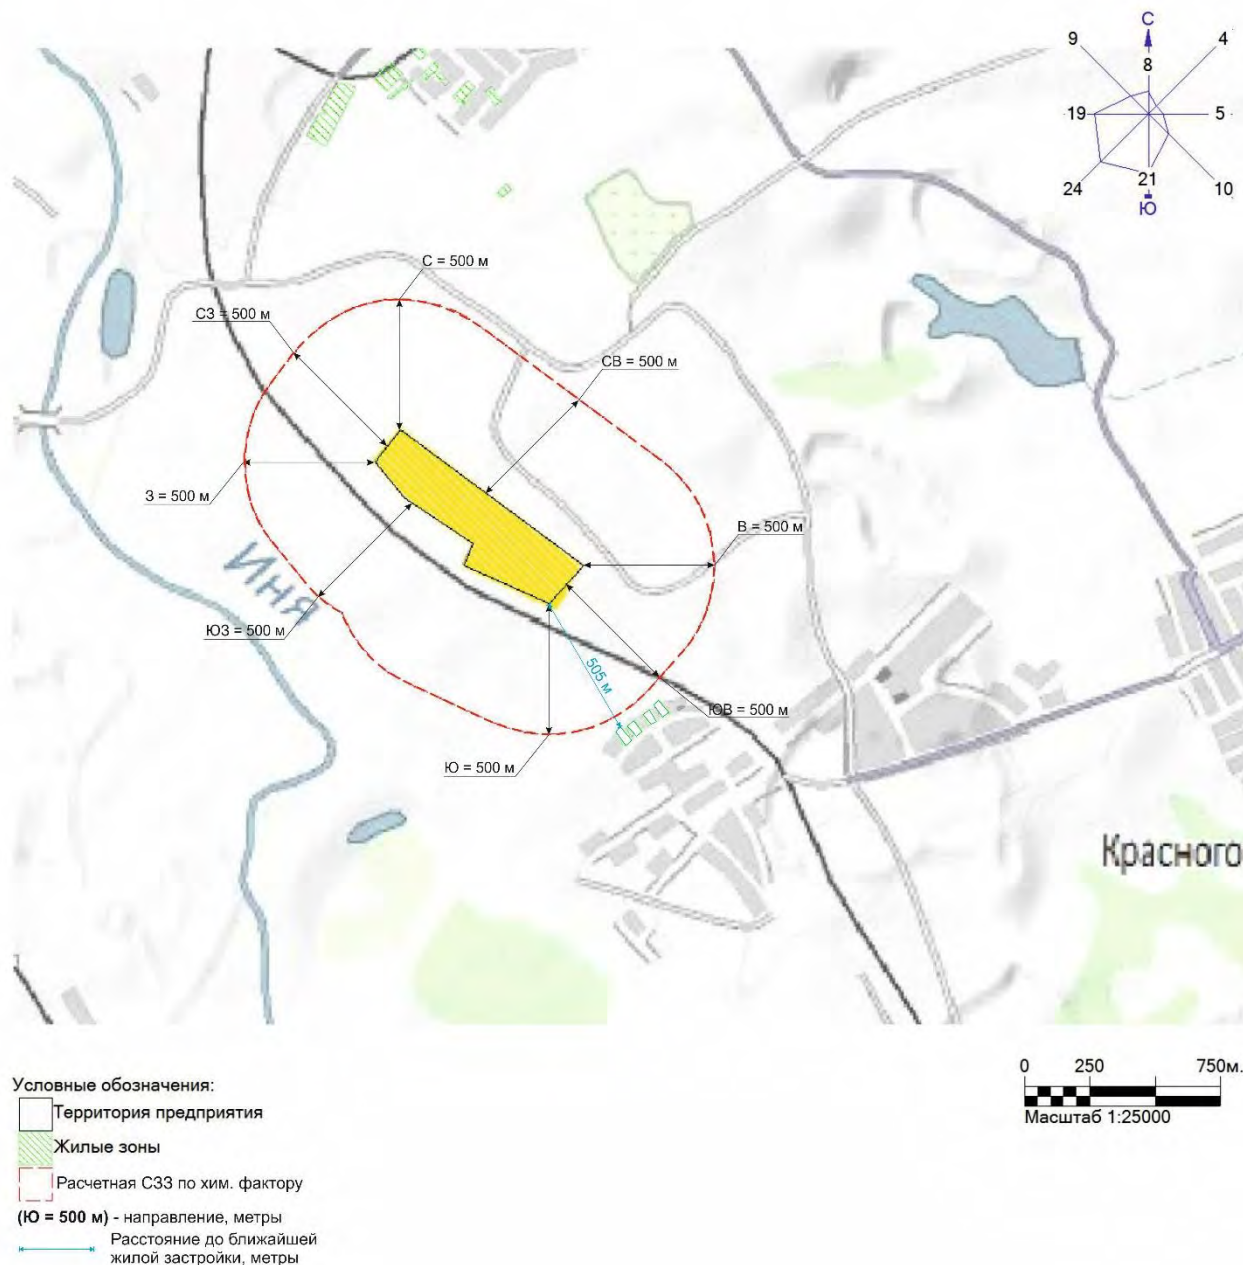 С
9
4
8
19
5
24
21
10
Ю
С = 500 м
СЗ = 500 м
СВ = 500 м
З = 500 м
В = 500 м
Иня
ЮЗ = 500 м
505 м
ЮВ = 500 м
Ю = 500 м
Красного
0 250 750м.
Масштаб 1:25000
Условные обозначения:
Территория предприятия
Жилые зоны
Расчетная СЗЗ по хим. фактору
(Ю = 500 м) - направление, метры
Расстояние до ближайшей
жилой застройки, метры